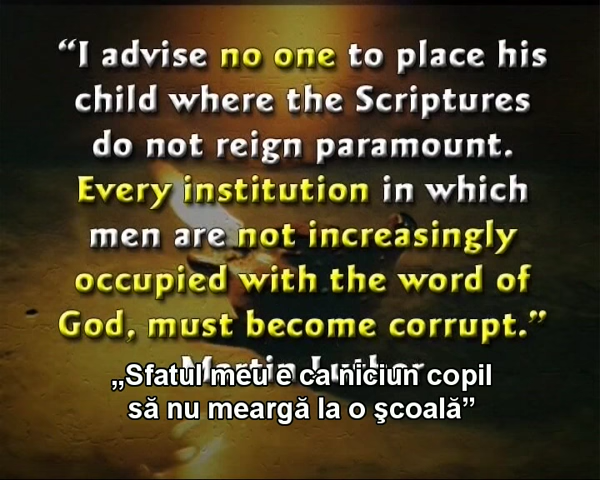 “I advise no one to place his
child where the Scriptures
do not reign paramount.
Every institution in which
men are not increasingly
occupied with the word of
God, must become corrupt.”
Martin Luther
„Sfatul meu e ca niciun copil
să nu meargă la o şcoală”